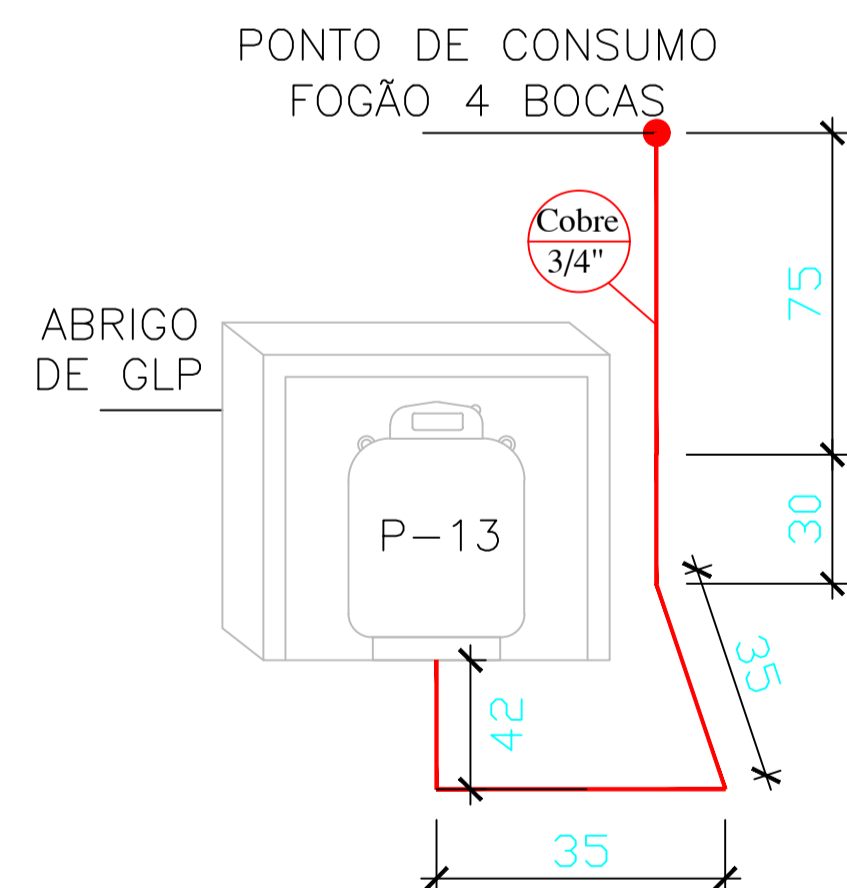 PONTO DE CONSUMO
FOGÃO 4 BOCAS
Cobre
3/4"
75
ABRIGO
DE GLP
P-13
30
35
42
35